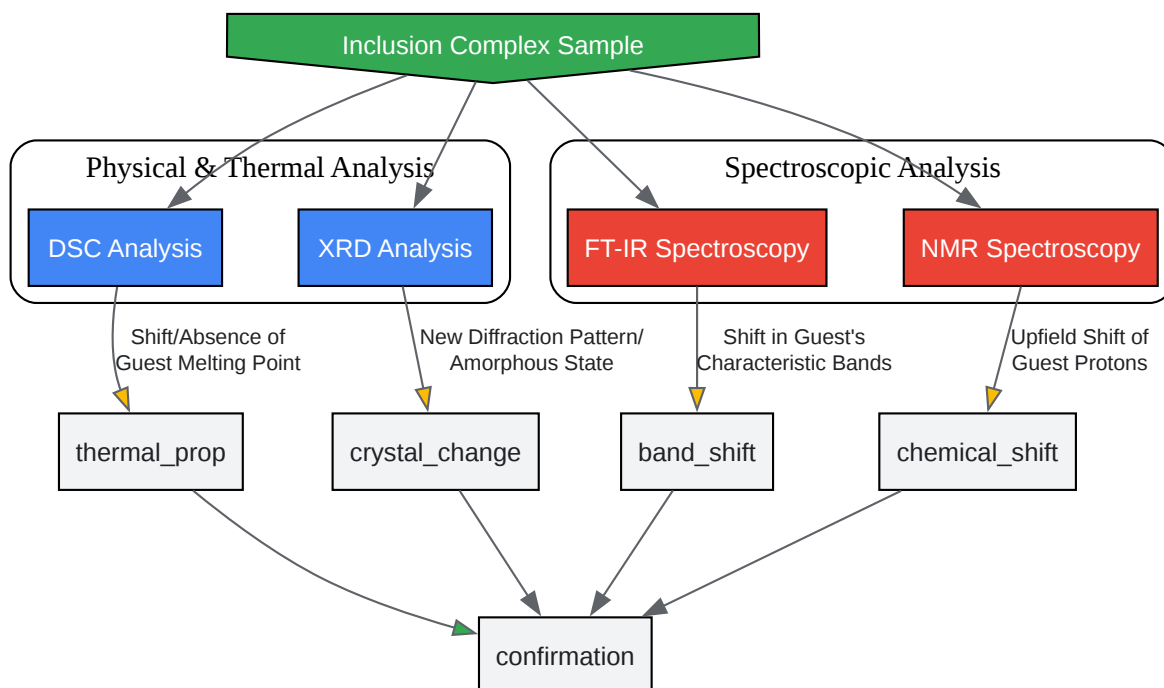 Inclusion Complex Sample
Physical & Thermal Analysis
Spectroscopic Analysis
DSC Analysis
XRD Analysis
FT-IR Spectroscopy
NMR Spectroscopy
Shift/Absence of
Guest Melting Point
New Diffraction Pattern/
Amorphous State
Shift in Guest's
Characteristic Bands
Upfield Shift of
Guest Protons
thermal_prop
crystal_change
band_shift
chemical_shift
confirmation